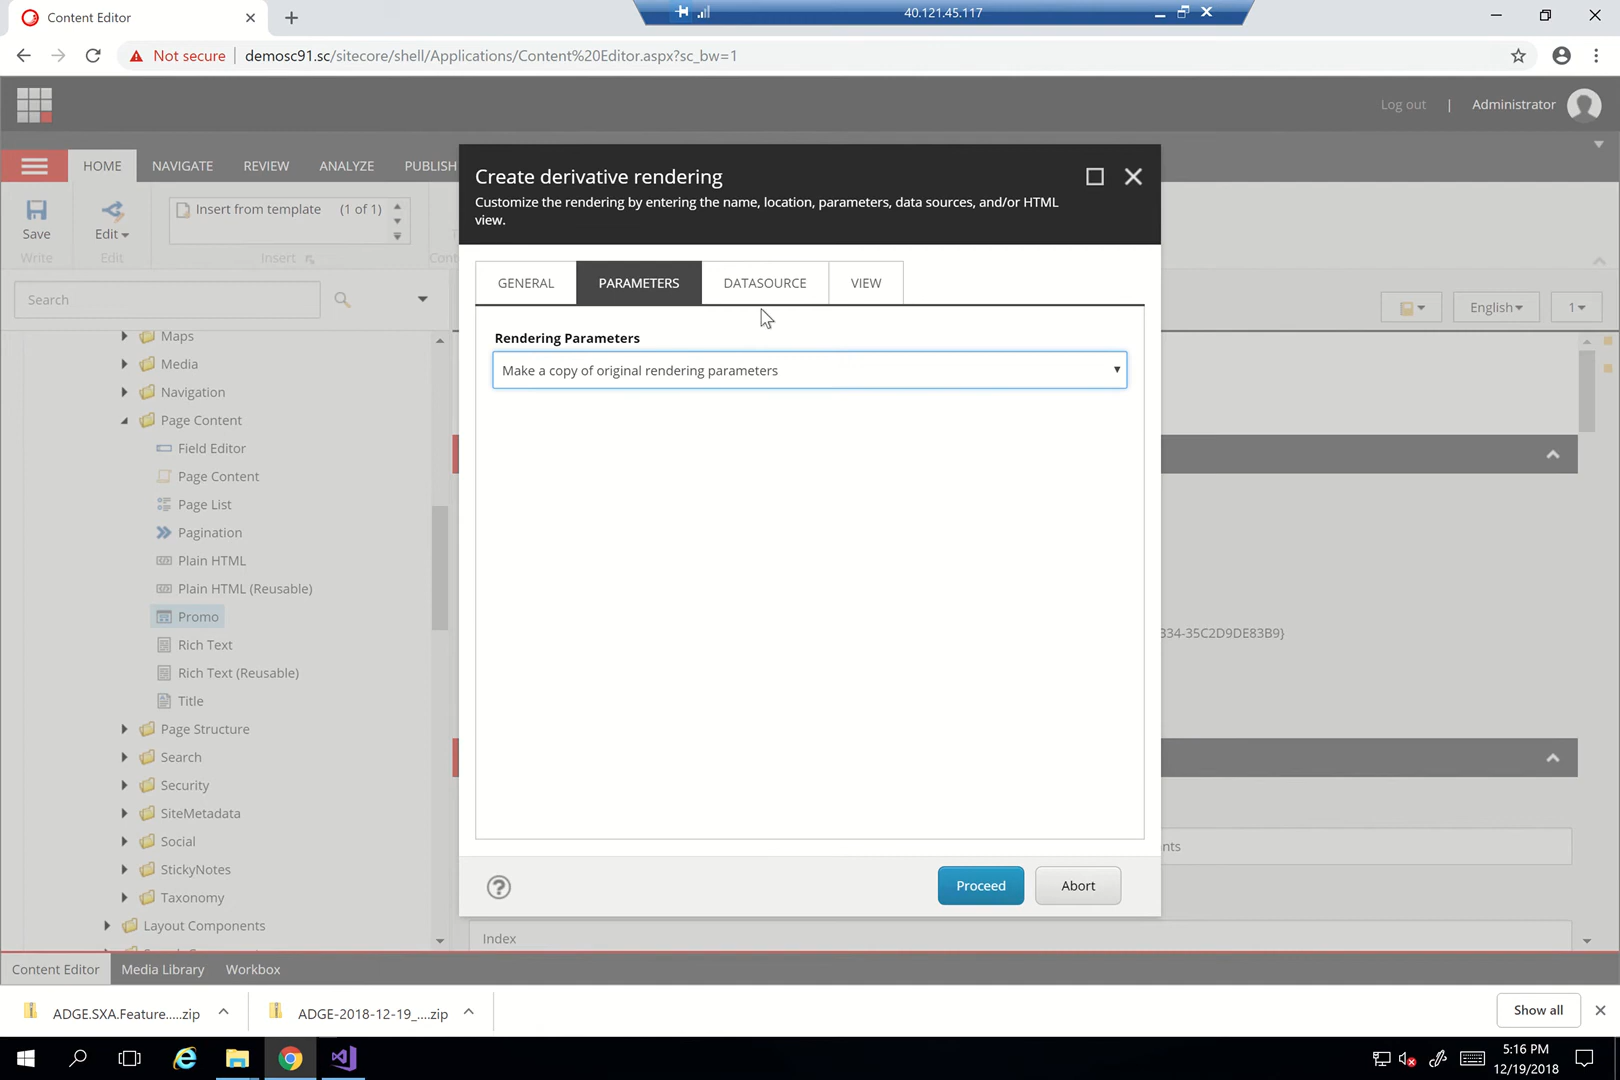 Content Editor
40.121.45.117
Not secure
demosc91.sc/sitecore/shell/Applications/Content%20Editor.aspx?sc_bw=1
Log out | Administrator
HOME NAVIGATE REVIEW ANALYZE PUBLISH
Save
Write
Edit
Edit
Insert from template (1 of 1)
Insert
Search
English
1
Maps
Media
Navigation
Page Content
Field Editor
Page Content
Page List
Pagination
Plain HTML
Plain HTML (Reusable)
Promo
Rich Text
Rich Text (Reusable)
Title
Page Structure
Search
Security
SiteMetadata
Social
StickyNotes
Taxonomy
Layout Components
Create derivative rendering
Customize the rendering by entering the name, location, parameters, data sources, and/or HTML
view.
GENERAL PARAMETERS DATASOURCE VIEW
Rendering Parameters
Make a copy of original rendering parameters
Proceed Abort
334-35C2D9DE83B9}
nts
Index
Content Editor Media Library Workbox
ADGE.SXA.Feature.....zip
ADGE-2018-12-19_....zip
Show all
5:16 PM
12/19/2018